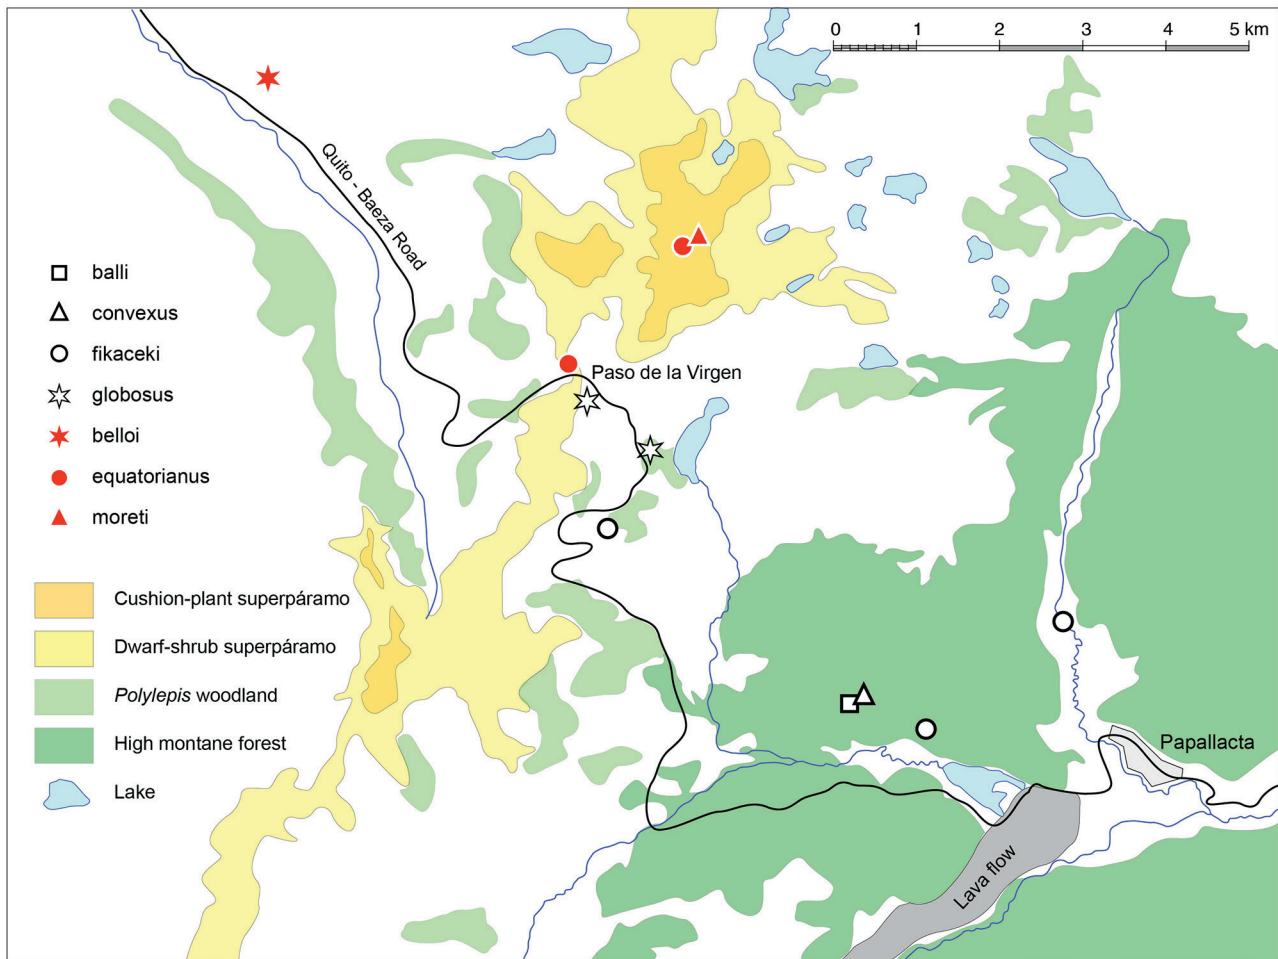 0 1 2 3 4 5 km
Quito - Baeza Road
balli
convexus
fikaceki
globosus
belloi
equatorianus
moreti
Paso de la Virgen
Cushion-plant superpáramo
Dwarf-shrub superpáramo
Polylepis woodland
High montane forest
Lake
Papallacta
Lava flow